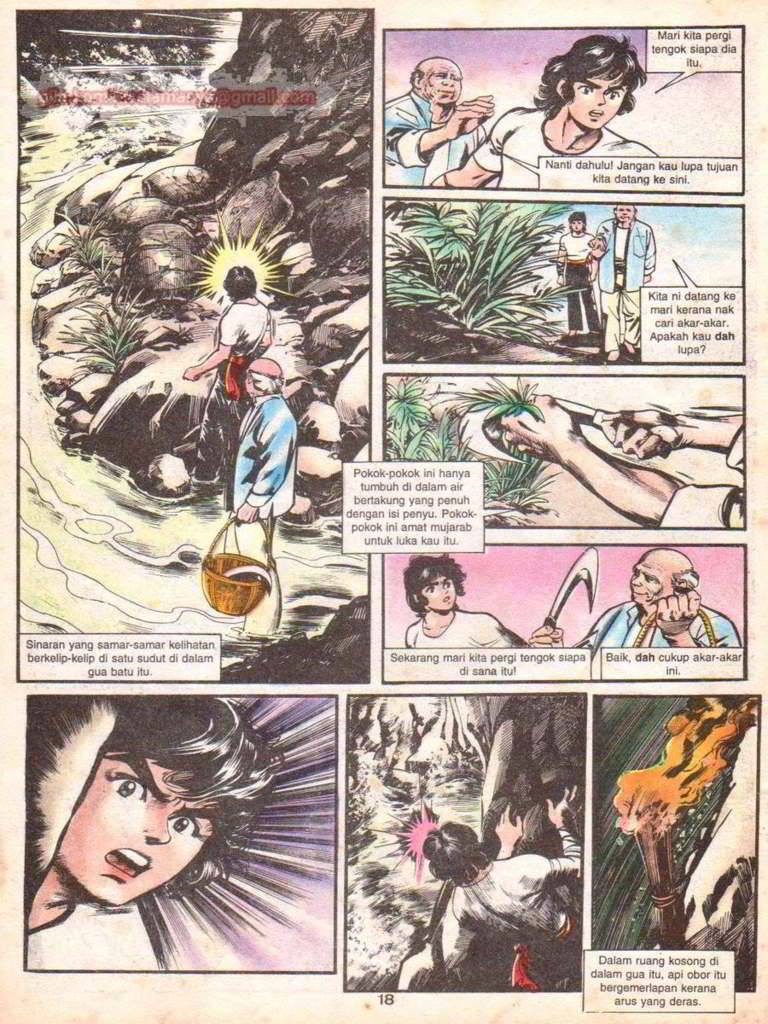 Sinaran yang samar-samar kelihatan
berkelip-kelip di satu sudut di dalam
gua batu itu.
Mari kita pergi
tengok siapa dia
itu.
Nanti dahulu! Jangan kau lupa tujuan
kita datang ke sini.
Kita ni datang ke
mari kerana nak
cari akar-akar.
Apakah kau dah
lupa?
Pokok-pokok ini hanya
tumbuh di dalam air
bertakung yang penuh
dengan isi penyu. Pokok-
pokok ini amat mujarab
untuk luka kau itu.
Sekarang mari kita pergi tengok siapa
di sana itu!
Baik, dah cukup akar-akar
ini.
Dalam ruang kosong di
dalam gua itu, api obor itu
bergemerlapan kerana
arus yang deras.
18